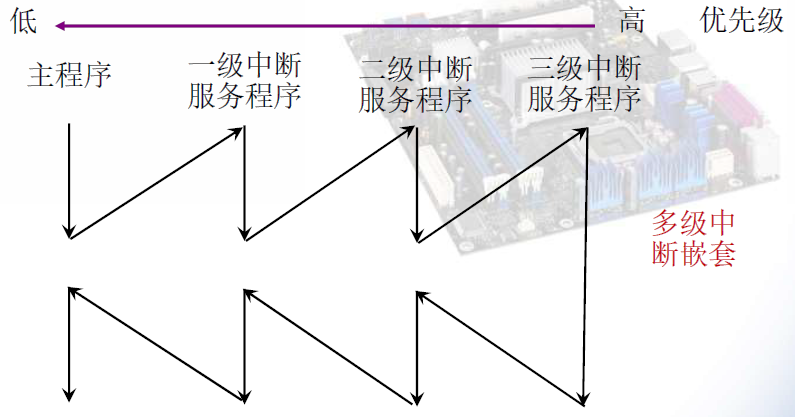 低 高 优先级
主程序 一级中断 二级中断 三级中断
服务程序 服务程序 服务程序
多级中
断嵌套